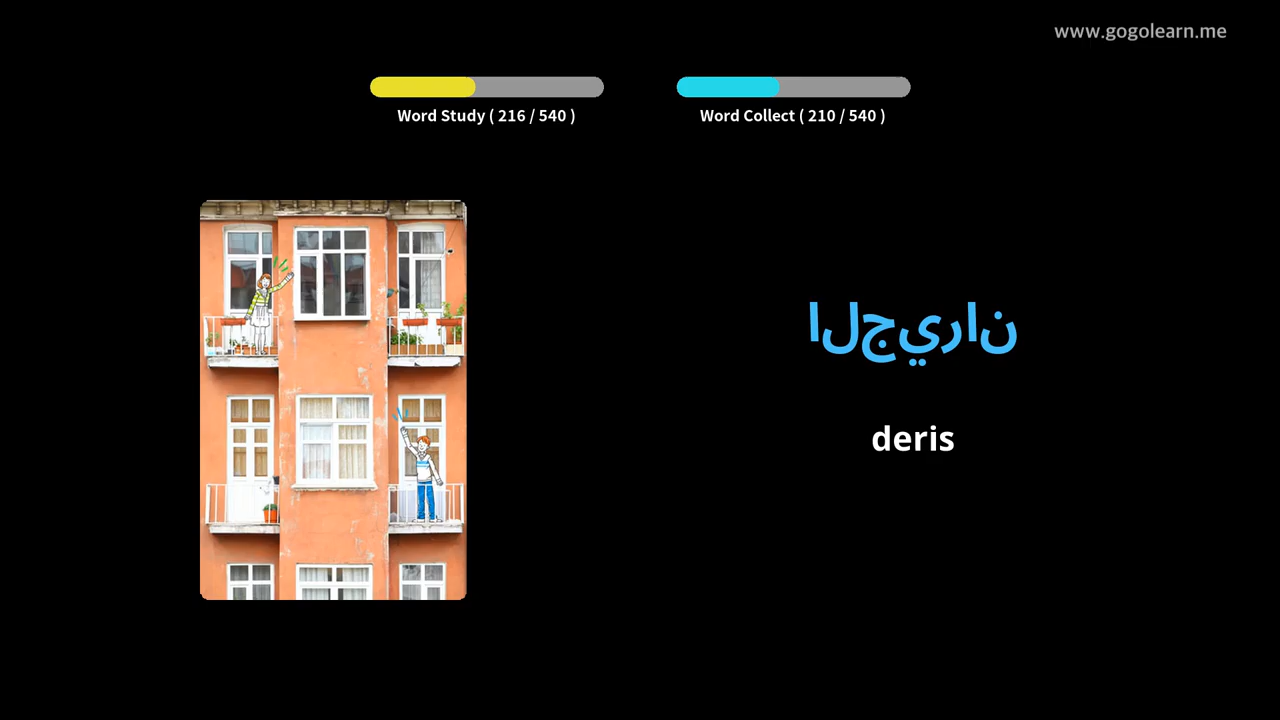 www.gogolearn.me
Word Study ( 216 / 540 )
Word Collect ( 210 / 540 )
الجيران
deris